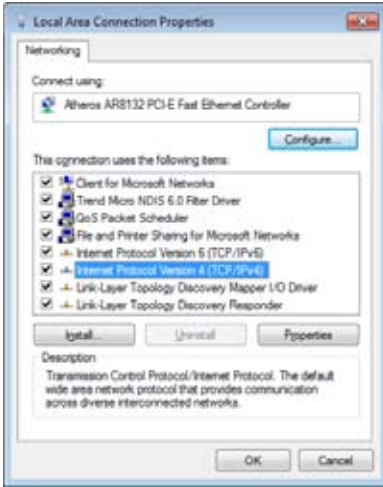 Local Area Connection Properties
Networking
Connect using:
Atheros AR8132 PCI-E Fast Ethernet Controller
Configure...
This connection uses the following items:
Client for Microsoft Networks
Trend Micro NDIS 6.0 Filter Driver
QoS Packet Scheduler
File and Printer Sharing for Microsoft Networks
Internet Protocol Version 6 (TCP/IPv6)
Internet Protocol Version 4 (TCP/IPv4)
Link-Layer Topology Discovery Mapper I/O Driver
Link-Layer Topology Discovery Responder
Install... Uninstall Properties
Description
Transmission Control Protocol/Internet Protocol. The default
wide area network protocol that provides communication
across diverse interconnected networks.
OK Cancel